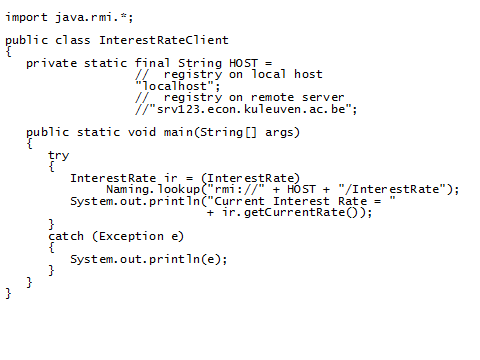 import java.rmi.*;

public class InterestRateClient
{
   private static final String HOST =
                  //  registry on local host
                  "localhost";
                  //  registry on remote server
                  //"srv123.econ.kuleuven.ac.be";

   public static void main(String[] args)
   {
      try
      {
         InterestRate ir = (InterestRate)
              Naming.lookup("rmi://" + HOST + "/InterestRate");
         System.out.println("Current Interest Rate = "
                            + ir.getCurrentRate());
      }
      catch (Exception e)
      {
         System.out.println(e);
      }
   }
}